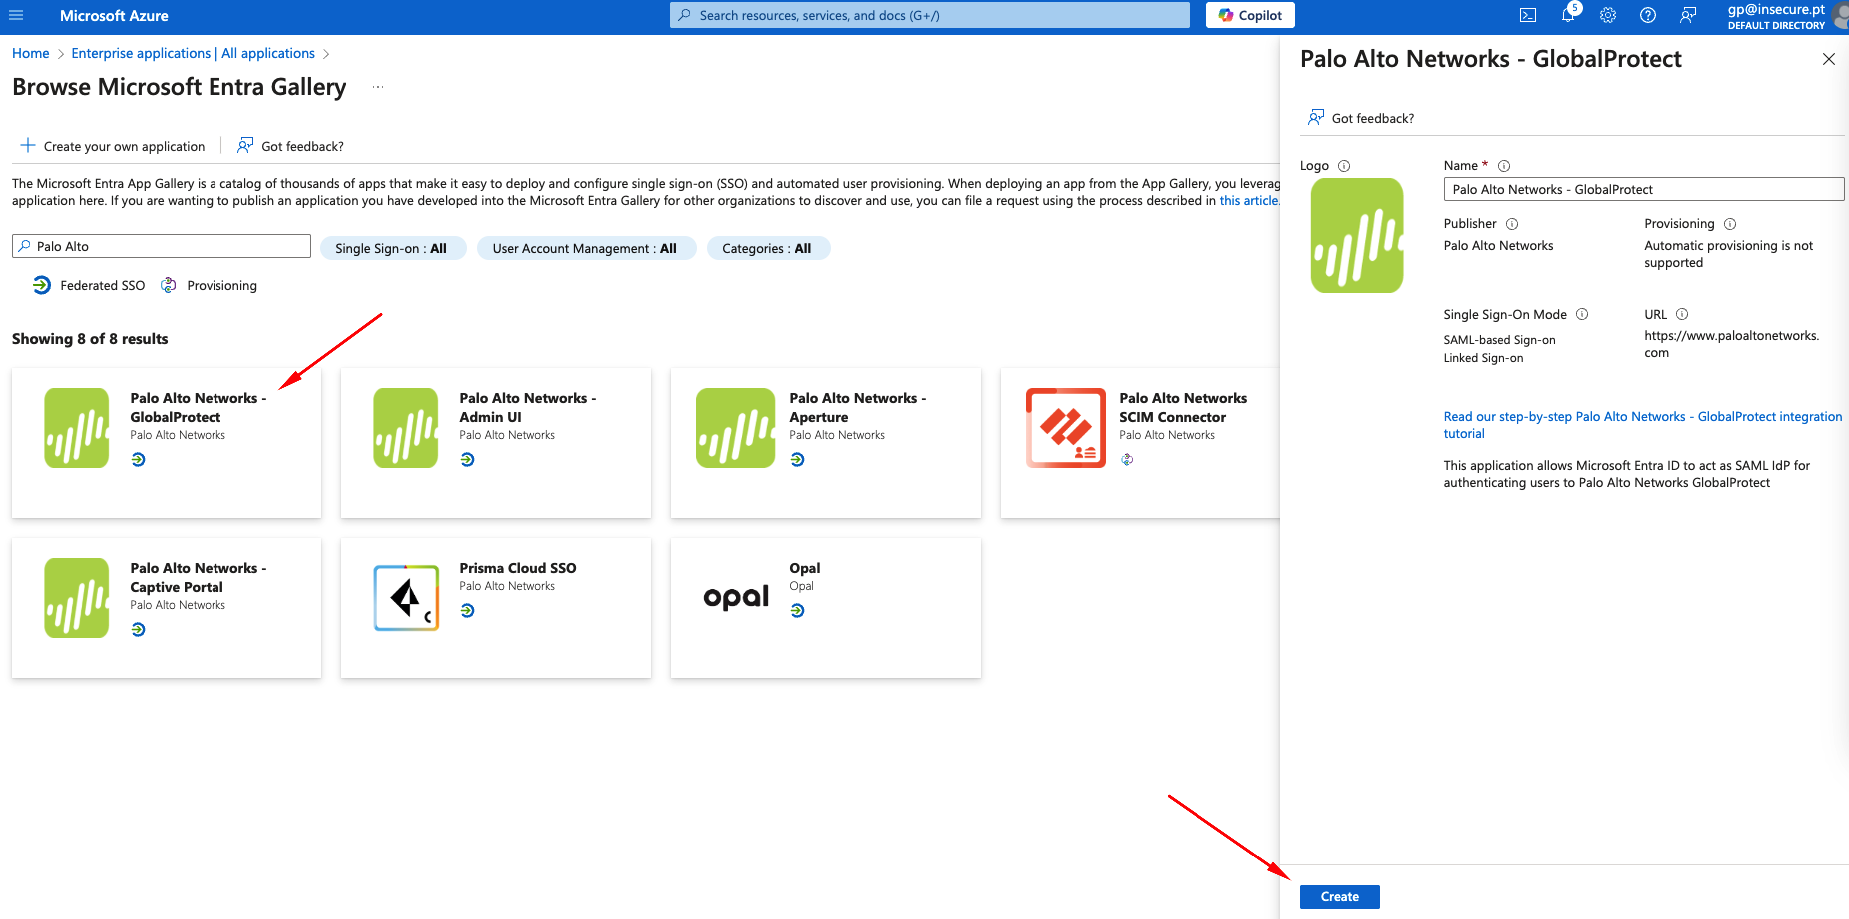 Microsoft Azure
Search resources, services, and docs (G+/)
Copilot
5
gp@insecure.pt
DEFAULT DIRECTORY
Home > Enterprise applications | All applications >
Browse Microsoft Entra Gallery ...
Create your own application
Got feedback?
The Microsoft Entra App Gallery is a catalog of thousands of apps that make it easy to deploy and configure single sign-on (SSO) and automated user provisioning. When deploying an app from the App Gallery, you leverag
application here. If you are wanting to publish an application you have developed into the Microsoft Entra Gallery for other organizations to discover and use, you can file a request using the process described in this article.
Palo Alto
Single Sign-on : All
User Account Management : All
Categories : All
Federated SSO
Provisioning
Showing 8 of 8 results
Palo Alto Networks -
GlobalProtect
Palo Alto Networks
Palo Alto Networks -
Admin UI
Palo Alto Networks
Palo Alto Networks -
Aperture
Palo Alto Networks
Palo Alto Networks
SCIM Connector
Palo Alto Networks
Palo Alto Networks -
Captive Portal
Palo Alto Networks
C
Prisma Cloud SSO
Palo Alto Networks
opal
Opal
Opal
Palo Alto Networks - GlobalProtect
Got feedback?
Logo
Name *
Palo Alto Networks - GlobalProtect
Publisher
Palo Alto Networks
Provisioning
Automatic provisioning is not
supported
Single Sign-On Mode
SAML-based Sign-on
Linked Sign-on
URL
https://www.paloaltonetworks.
com
Read our step-by-step Palo Alto Networks - GlobalProtect integration
tutorial
This application allows Microsoft Entra ID to act as SAML IdP for
authenticating users to Palo Alto Networks GlobalProtect
Create